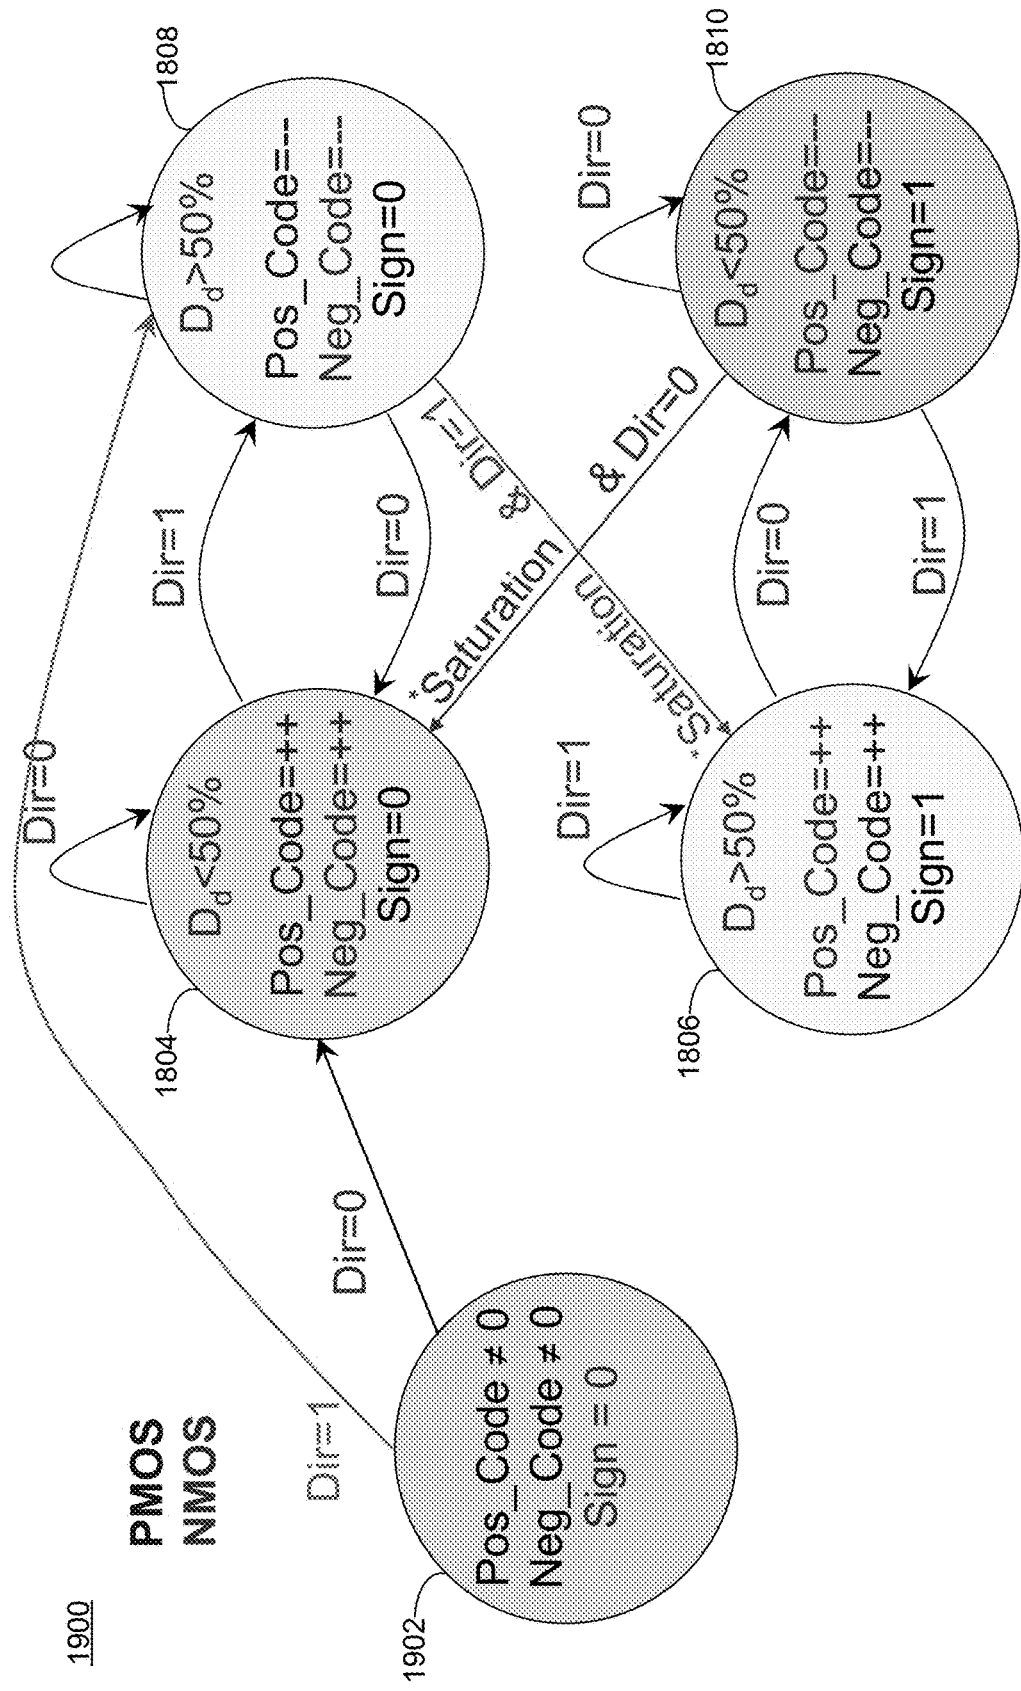 1900
PMOS
NMOS
1902
Pos_Code ≠ 0
Neg_Code ≠ 0
Sign = 0
Dir=1
Dir=0
1804
D_d<50%
Pos_Code=++
Neg_Code=++
Sign=0
Dir=0
Dir=1
Dir=0
1808
D_d>50%
Pos_Code=--
Neg_Code=--
Sign=0
*Saturation & Dir=0
*Saturation & Dir=1
1806
D_d>50%
Pos_Code=++
Neg_Code=++
Sign=1
Dir=1
Dir=0
Dir=1
1810
D_d<50%
Pos_Code=--
Neg_Code=--
Sign=1
Dir=0